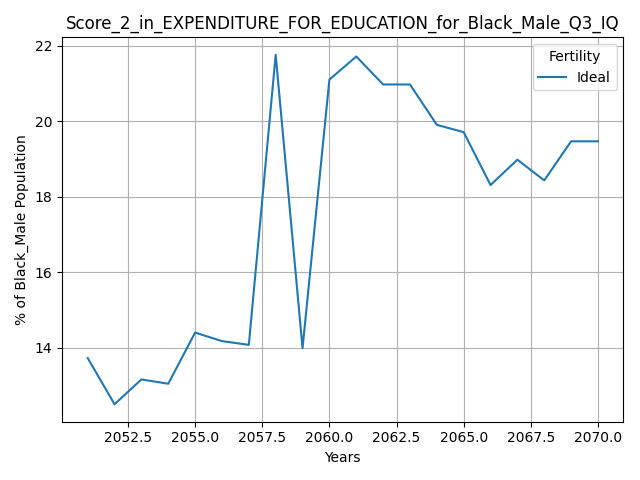 Score_2_in_EXPENDITURE_FOR_EDUCATION_for_Black_Male_Q3_IQ
Fertility
Ideal
% of Black_Male Population
22
20
18
16
14
2052.5 2055.0 2057.5 2060.0 2062.5 2065.0 2067.5 2070.0
Years